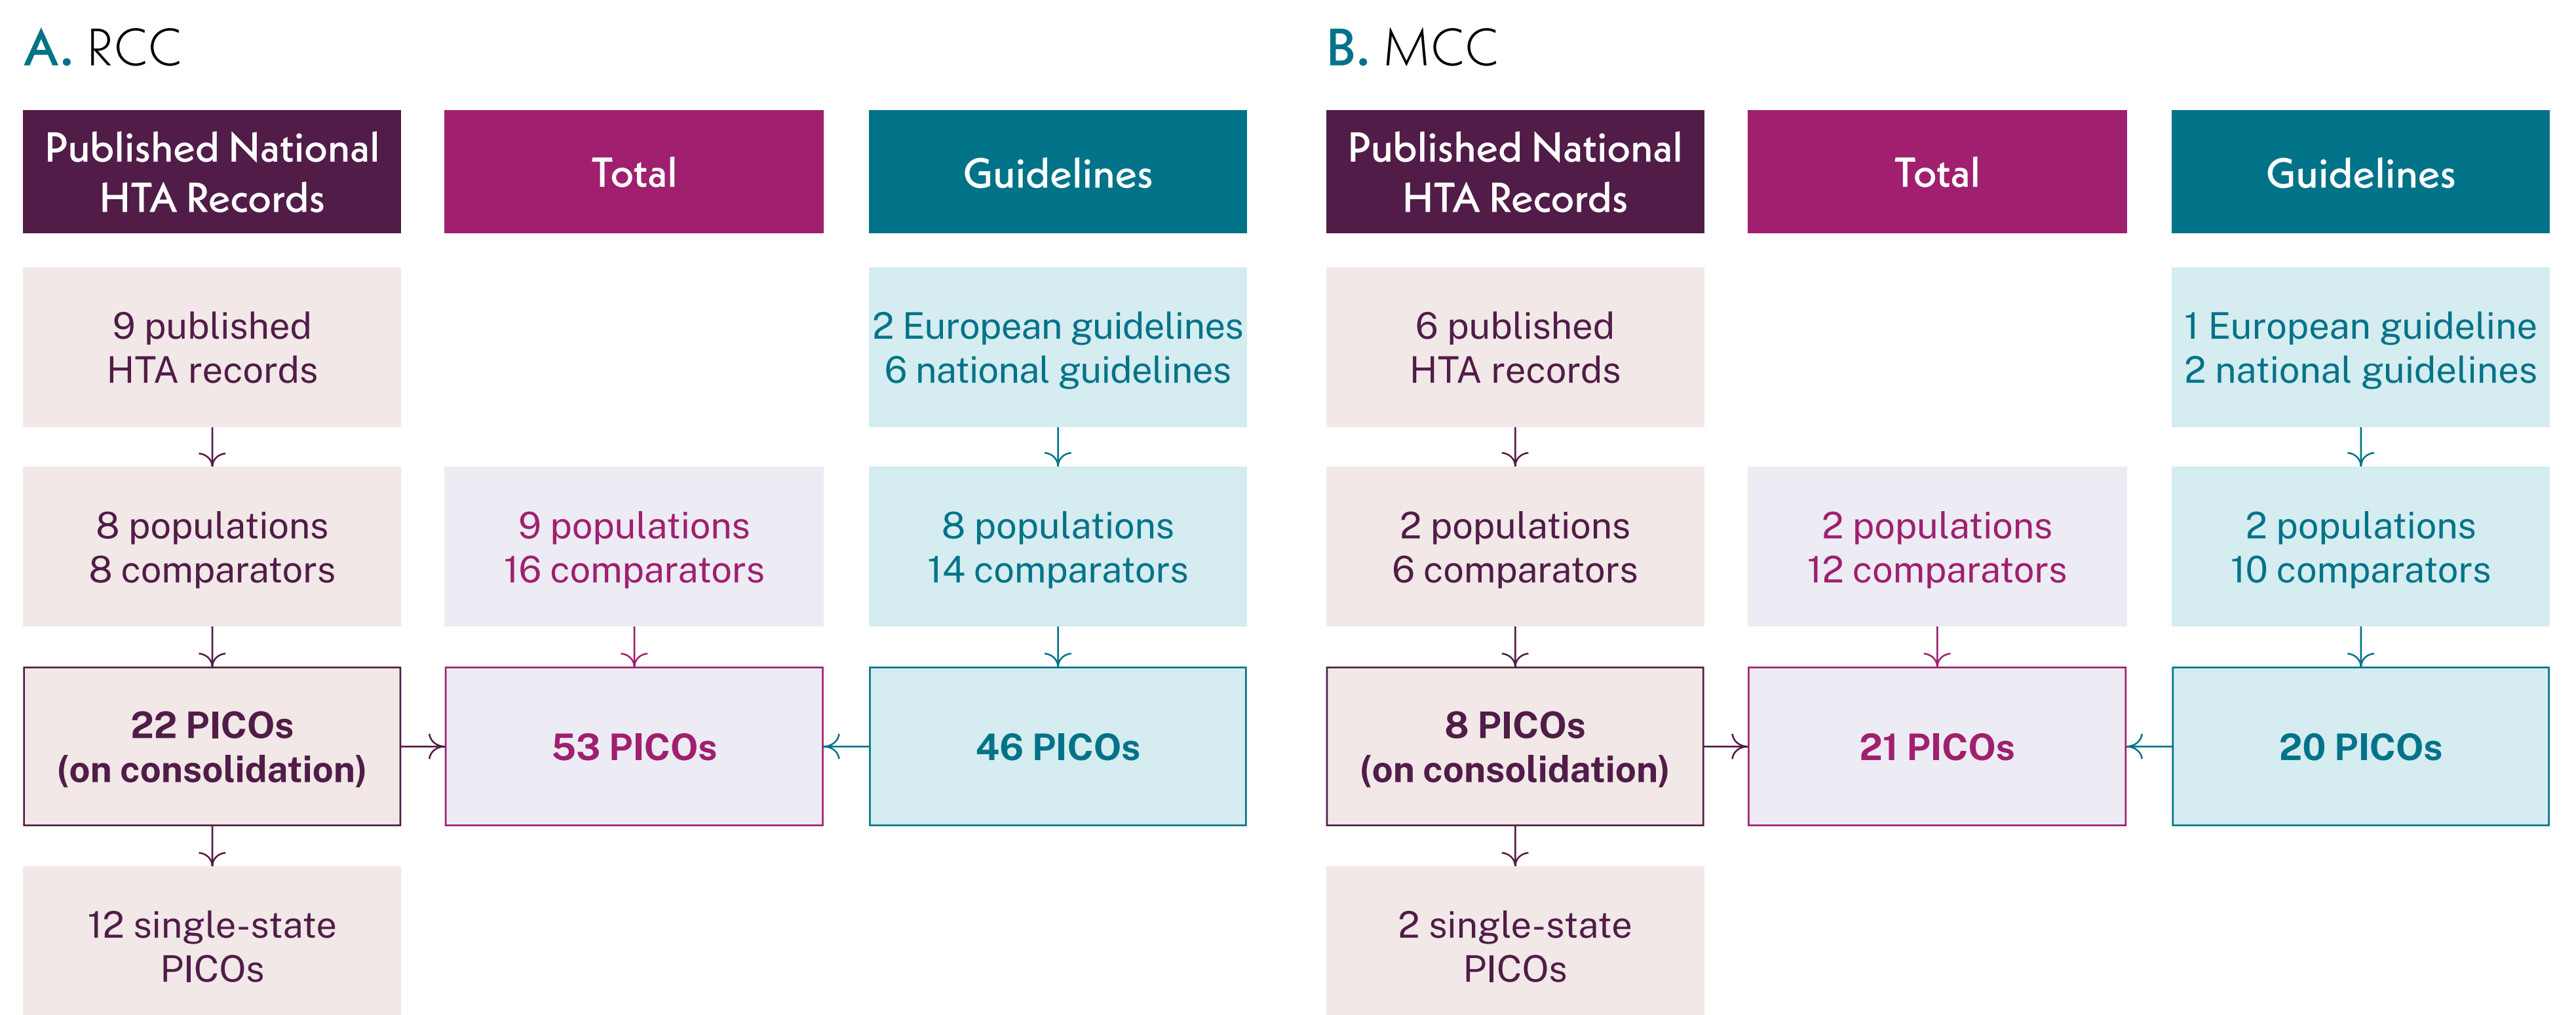 A. RCC
Published National
HTA Records
Total
Guidelines
9 published
HTA records
2 European guidelines
6 national guidelines
8 populations
8 comparators
9 populations
16 comparators
8 populations
14 comparators
22 PICOs
(on consolidation)
53 PICOs
46 PICOs
12 single-state
PICOs
B. MCC
Published National
HTA Records
Total
Guidelines
6 published
HTA records
1 European guideline
2 national guidelines
2 populations
6 comparators
2 populations
12 comparators
2 populations
10 comparators
8 PICOs
(on consolidation)
21 PICOs
20 PICOs
2 single-state
PICOs